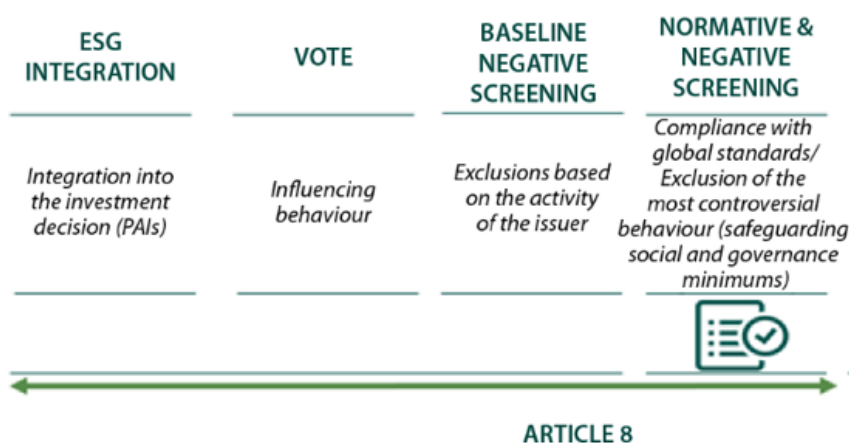 ESG
INTEGRATION
VOTE
BASELINE
NEGATIVE
SCREENING
NORMATIVE &
NEGATIVE
SCREENING
Integration into
the investment
decision (PAIs)
Influencing
behaviour
Exclusions based
on the activity
of the issuer
Compliance with
global standards/
Exclusion of the
most controversial
behaviour (safeguarding
social and governance
minimums)
ARTICLE 8